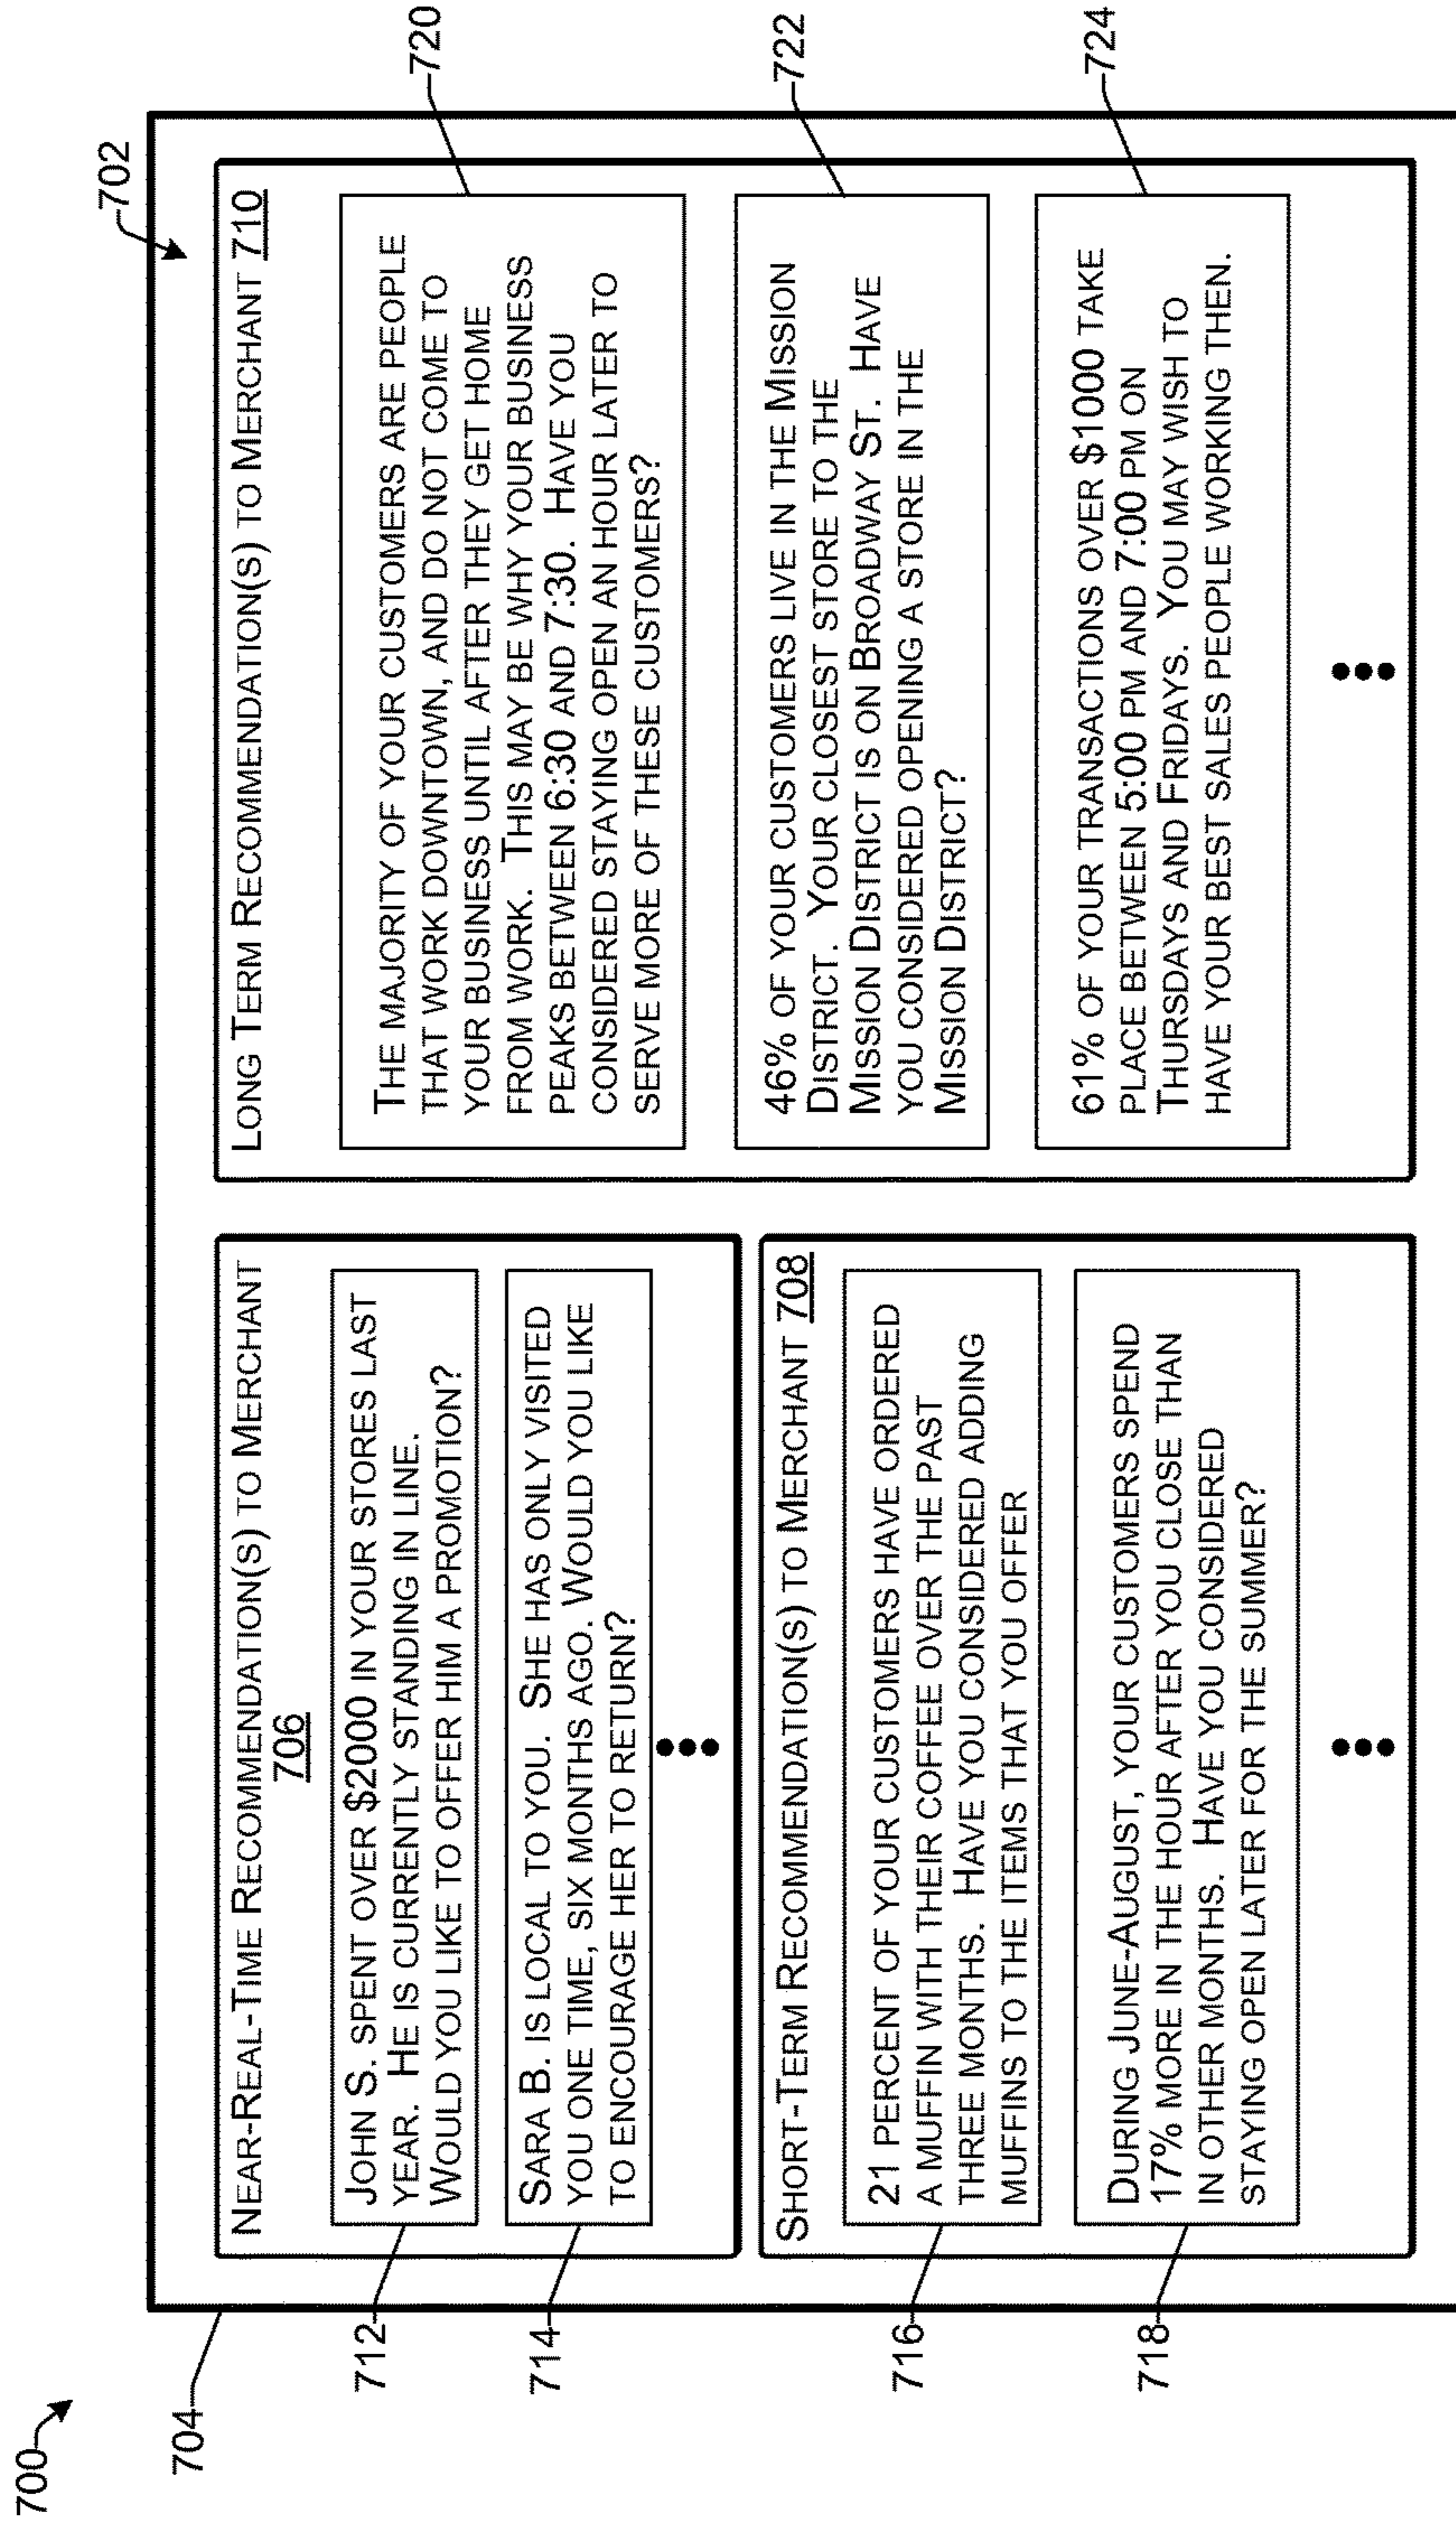 700
702
704
NEAR-REAL-TIME RECOMMENDATION(S) TO MERCHANT
706
712
JOHN S. SPENT OVER $2000 IN YOUR STORES LAST
YEAR. HE IS CURRENTLY STANDING IN LINE.
WOULD YOU LIKE TO OFFER HIM A PROMOTION?
714
SARA B. IS LOCAL TO YOU. SHE HAS ONLY VISITED
YOU ONE TIME, SIX MONTHS AGO. WOULD YOU LIKE
TO ENCOURAGE HER TO RETURN?
SHORT-TERM RECOMMENDATION(S) TO MERCHANT 708
716
21 PERCENT OF YOUR CUSTOMERS HAVE ORDERED
A MUFFIN WITH THEIR COFFEE OVER THE PAST
THREE MONTHS. HAVE YOU CONSIDERED ADDING
MUFFINS TO THE ITEMS THAT YOU OFFER
718
DURING JUNE-AUGUST, YOUR CUSTOMERS SPEND
17% MORE IN THE HOUR AFTER YOU CLOSE THAN
IN OTHER MONTHS. HAVE YOU CONSIDERED
STAYING OPEN LATER FOR THE SUMMER?
LONG TERM RECOMMENDATION(S) TO MERCHANT 710
720
THE MAJORITY OF YOUR CUSTOMERS ARE PEOPLE
THAT WORK DOWNTOWN, AND DO NOT COME TO
YOUR BUSINESS UNTIL AFTER THEY GET HOME
FROM WORK. THIS MAY BE WHY YOUR BUSINESS
PEAKS BETWEEN 6:30 AND 7:30. HAVE YOU
CONSIDERED STAYING OPEN AN HOUR LATER TO
SERVE MORE OF THESE CUSTOMERS?
722
46% OF YOUR CUSTOMERS LIVE IN THE MISSION
DISTRICT. YOUR CLOSEST STORE TO THE
MISSION DISTRICT IS ON BROADWAY ST. HAVE
YOU CONSIDERED OPENING A STORE IN THE
MISSION DISTRICT?
724
61% OF YOUR TRANSACTIONS OVER $1000 TAKE
PLACE BETWEEN 5:00 PM AND 7:00 PM ON
THURSDAYS AND FRIDAYS. YOU MAY WISH TO
HAVE YOUR BEST SALES PEOPLE WORKING THEN.